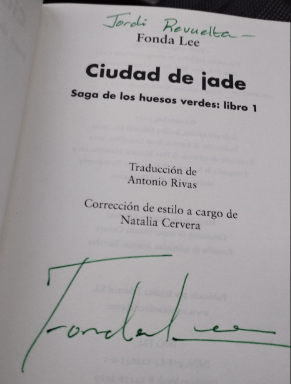 Jordi Revuelta –
Fonda Lee
Ciudad de jade
Saga de los huesos verdes: libro 1
Traducción de
Antonio Rivas
Corrección de estilo a cargo de
Natalia Cervera
Fonda Lee